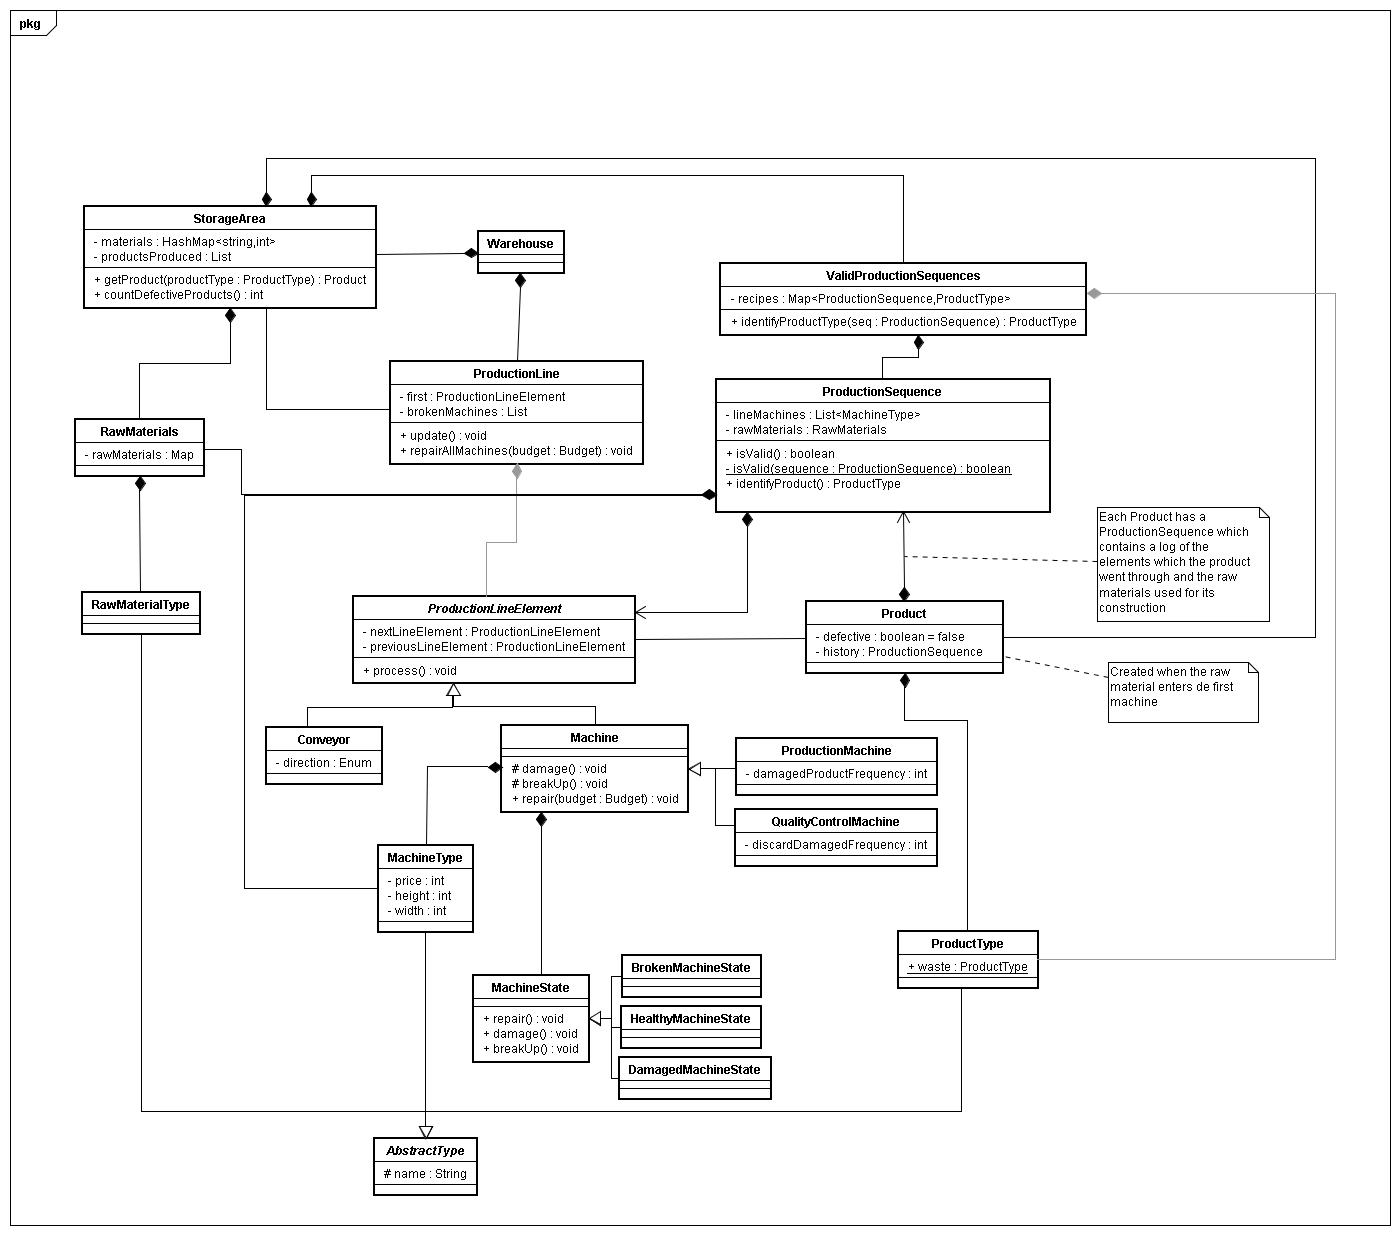 pkg
StorageArea
- materials : HashMap<string,int>
- productsProduced : List
+ getProduct(productType : ProductType) : Product
+ countDefectiveProducts() : int
Warehouse
ValidProductionSequences
- recipes : Map<ProductionSequence,ProductType>
+ identifyProductType(seq : ProductionSequence) : ProductType
ProductionLine
- first : ProductionLineElement
- brokenMachines : List
+ update() : void
+ repairAllMachines(budget : Budget) : void
ProductionSequence
- lineMachines : List<MachineType>
- rawMaterials : RawMaterials
+ isValid() : boolean
- isValid(sequence : ProductionSequence) : boolean
+ identifyProduct() : ProductType
RawMaterials
- rawMaterials : Map
Each Product has a
ProductionSequence which
contains a log of the
elements which the product
went through and the raw
materials used for its
construction
RawMaterialType
ProductionLineElement
- nextLineElement : ProductionLineElement
- previousLineElement : ProductionLineElement
+ process() : void
Product
- defective : boolean = false
- history : ProductionSequence
Created when the raw
material enters de first
machine
Conveyor
- direction : Enum
Machine
# damage() : void
# breakUp() : void
+ repair(budget : Budget) : void
ProductionMachine
- damagedProductFrequency : int
QualityControlMachine
- discardDamagedFrequency : int
MachineType
- price : int
- height : int
- width : int
ProductType
+ waste : ProductType
MachineState
+ repair() : void
+ damage() : void
+ breakUp() : void
BrokenMachineState
HealthyMachineState
DamagedMachineState
AbstractType
# name : String